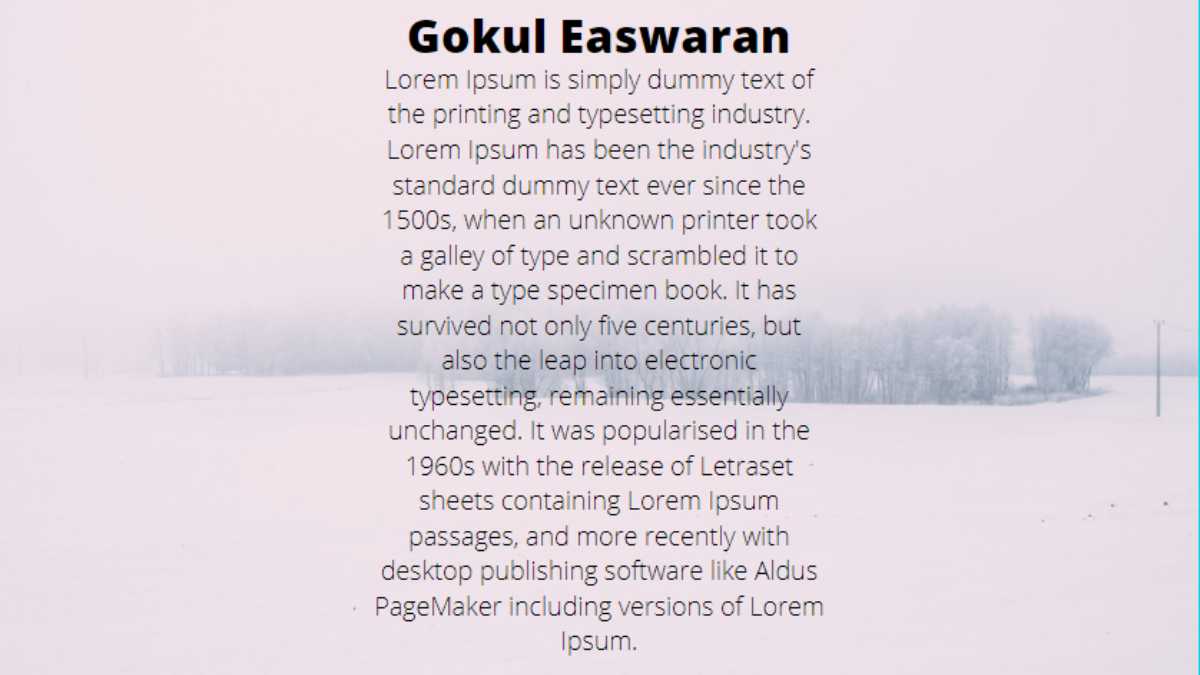 Gokul Easwaran
Lorem Ipsum is simply dummy text of
the printing and typesetting industry.
Lorem Ipsum has been the industry's
standard dummy text ever since the
1500s, when an unknown printer took
a galley of type and scrambled it to
make a type specimen book. It has
survived not only five centuries, but
also the leap into electronic
typesetting, remaining essentially
unchanged. It was popularised in the
1960s with the release of Letraset
sheets containing Lorem Ipsum
passages, and more recently with
desktop publishing software like Aldus
PageMaker including versions of Lorem
Ipsum.